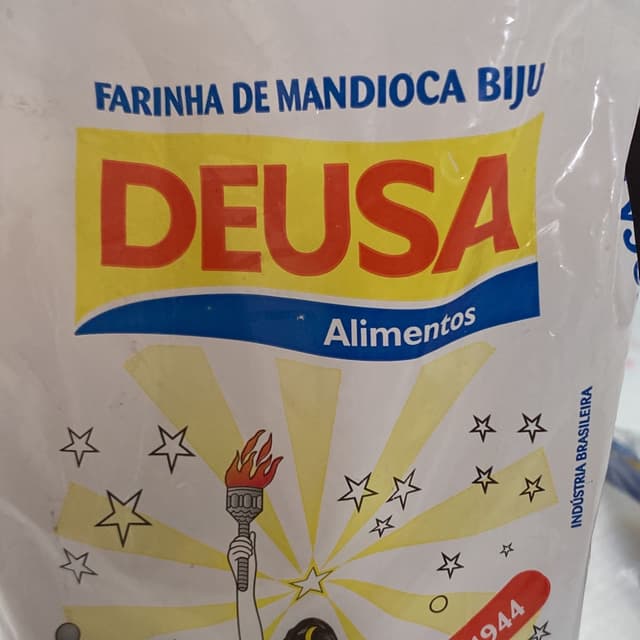 FARINHA DE MANDIOCA BIJU
DEUSA
Alimentos
INDÚSTRIA BRASILEIRA
1944